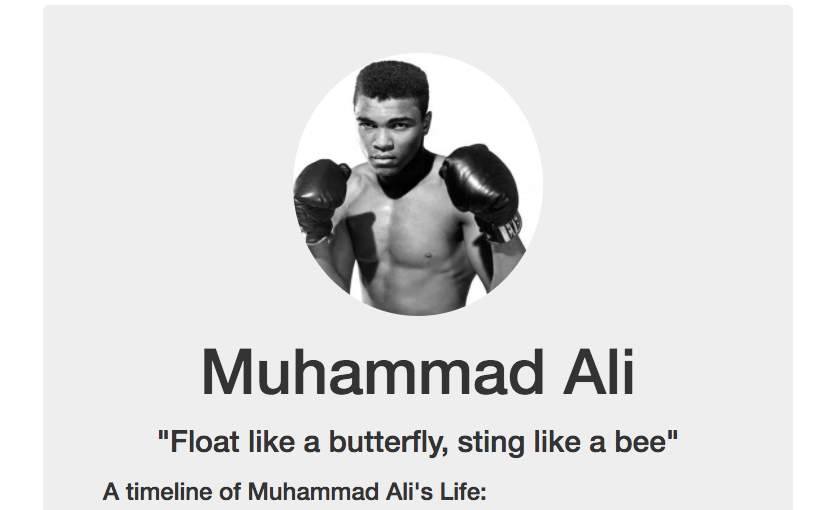 Muhammad Ali
"Float like a butterfly, sting like a bee"
A timeline of Muhammad Ali's Life: